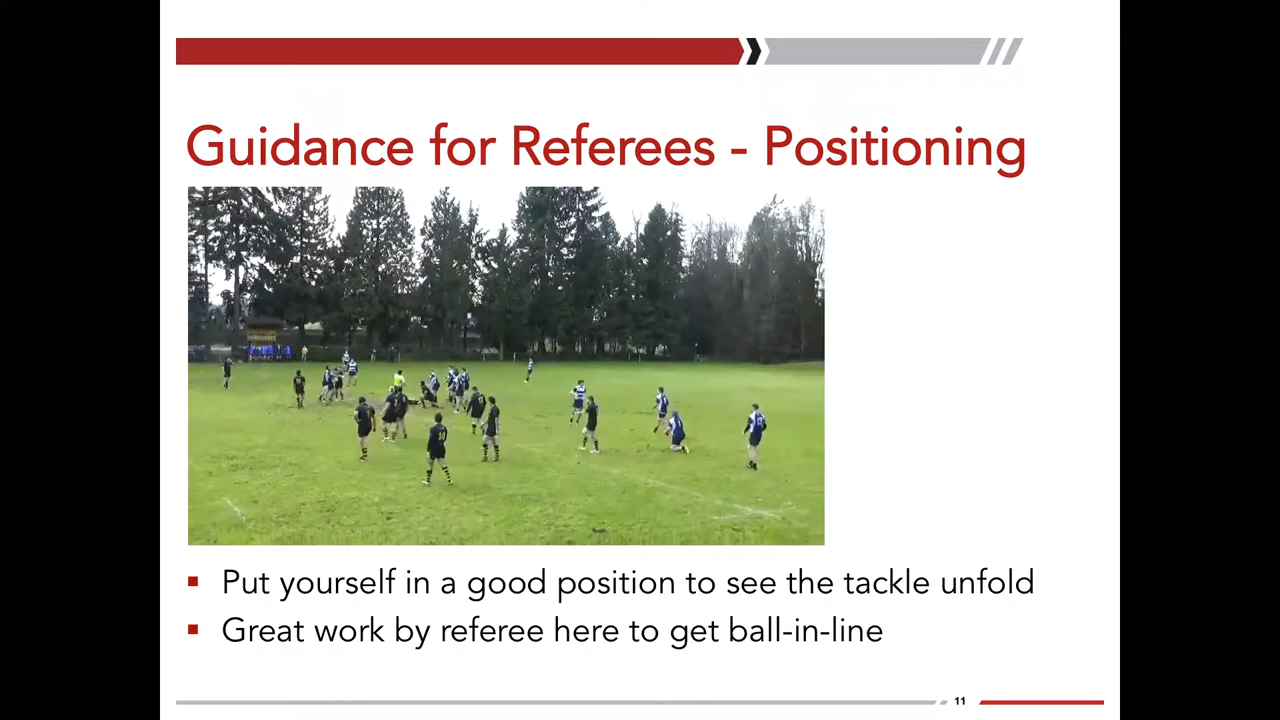 Guidance for Referees - Positioning
Put yourself in a good position to see the tackle unfold
Great work by referee here to get ball-in-line
11